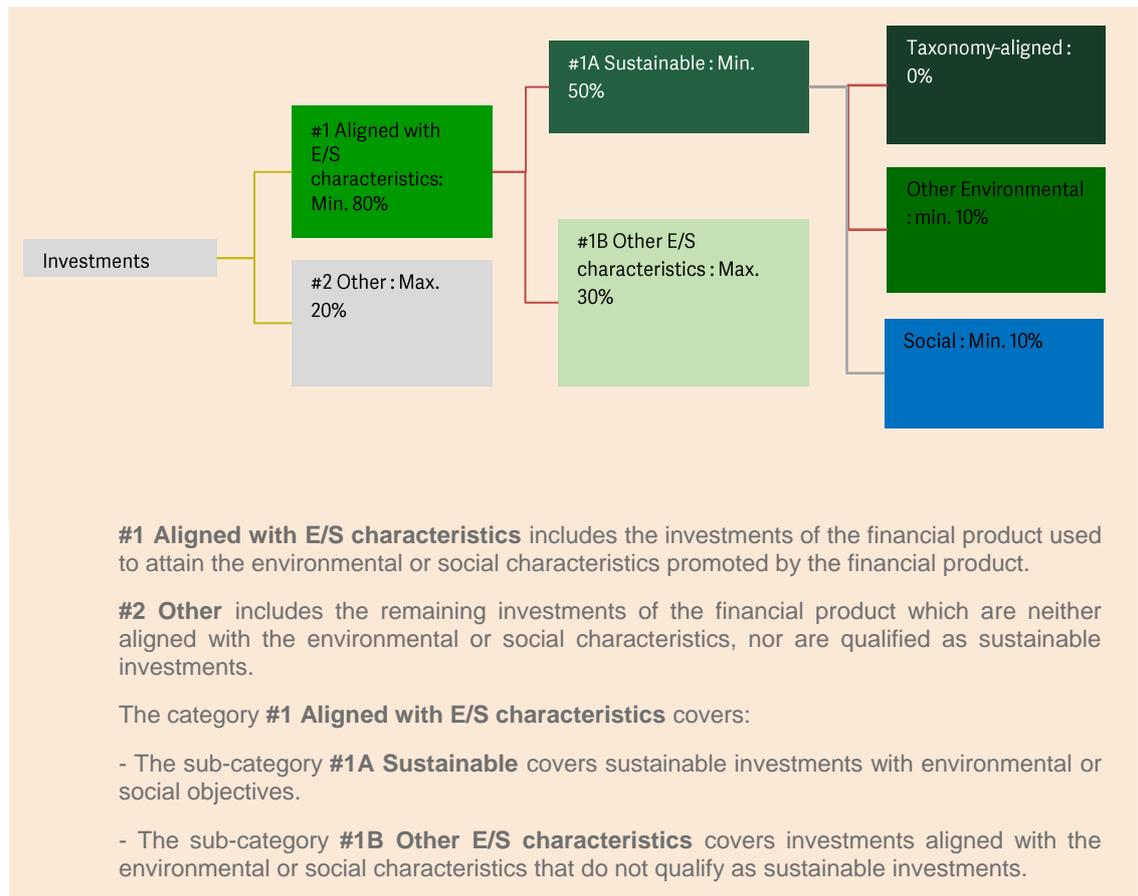 Investments
#1 Aligned with
E/S
characteristics:
Min. 80%
#2 Other : Max.
20%
#1A Sustainable : Min.
50%
#1B Other E/S
characteristics : Max.
30%
Taxonomy-aligned :
0%
Other Environmental
: min. 10%
Social : Min. 10%
#1 Aligned with E/S characteristics includes the investments of the financial product used
to attain the environmental or social characteristics promoted by the financial product.
#2 Other includes the remaining investments of the financial product which are neither
aligned with the environmental or social characteristics, nor are qualified as sustainable
investments.
The category #1 Aligned with E/S characteristics covers:
- The sub-category #1A Sustainable covers sustainable investments with environmental or
social objectives.
- The sub-category #1B Other E/S characteristics covers investments aligned with the
environmental or social characteristics that do not qualify as sustainable investments.